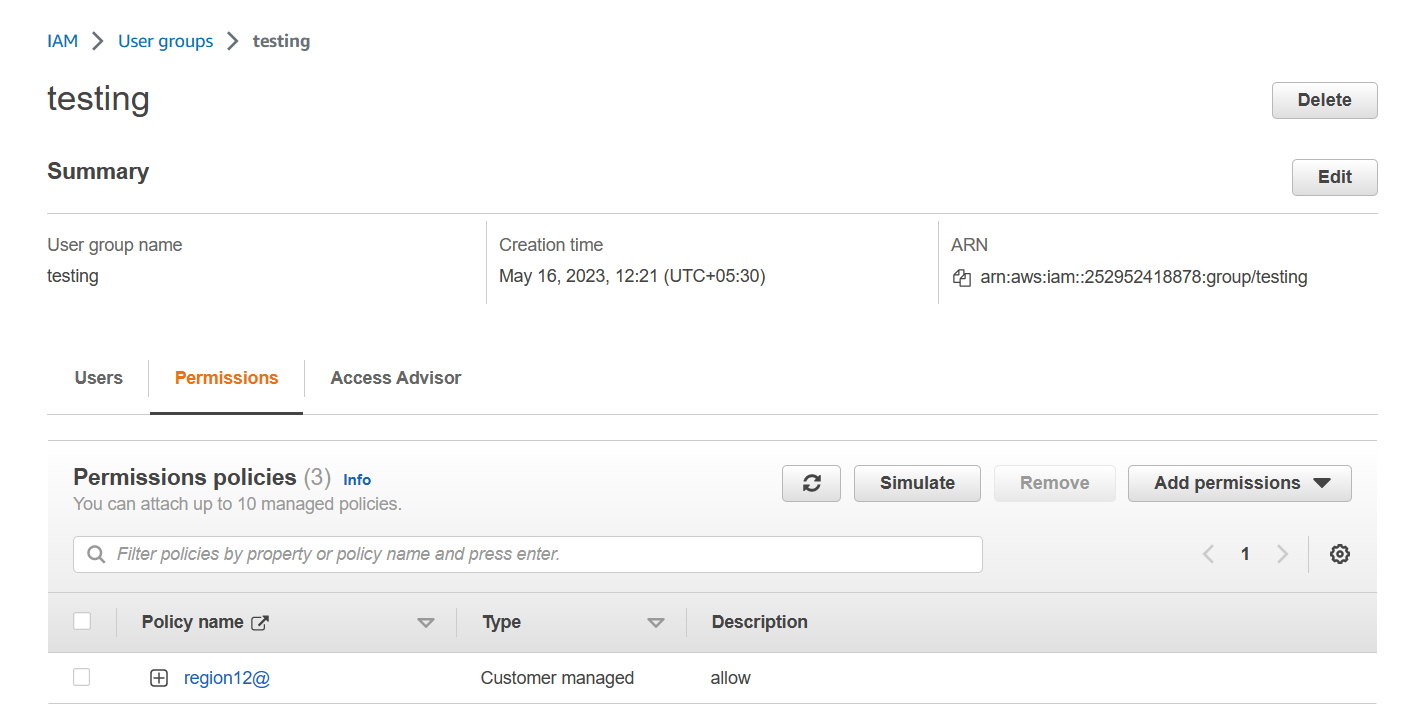 IAM > User groups > testing
testing
Delete
Summary
Edit
User group name
Creation time
ARN
testing
May 16, 2023, 12:21 (UTC+05:30)
arn:aws:iam::252952418878:group/testing
Users
Permissions
Access Advisor
Permissions policies (3) Info
You can attach up to 10 managed policies.
Simulate
Remove
Add permissions
Filter policies by property or policy name and press enter.
1
Policy name
Type
Description
region12@
Customer managed
allow